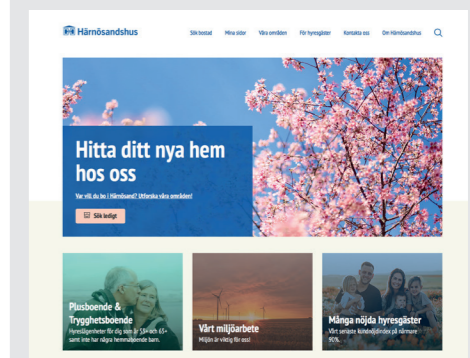 Härnösandshus
Sök bostad Mina sidor Våra områden För hyresgäster Kontakta oss Om Härnösandshus
Hitta ditt nya hem
hos oss
Var vill du bo i Härnösand? Utforska våra områden!
Sök ledigt
Plusboende &
Trygghetsboende
Hyreslägenheter för dig som är 55+ och 65+
samt inte har några hemmaboende barn.
Vårt miljöarbete
Miljön är viktig för oss!
Många nöjda hyresgäster
Vårt senaste kundnöjdindex på närmare
90%.